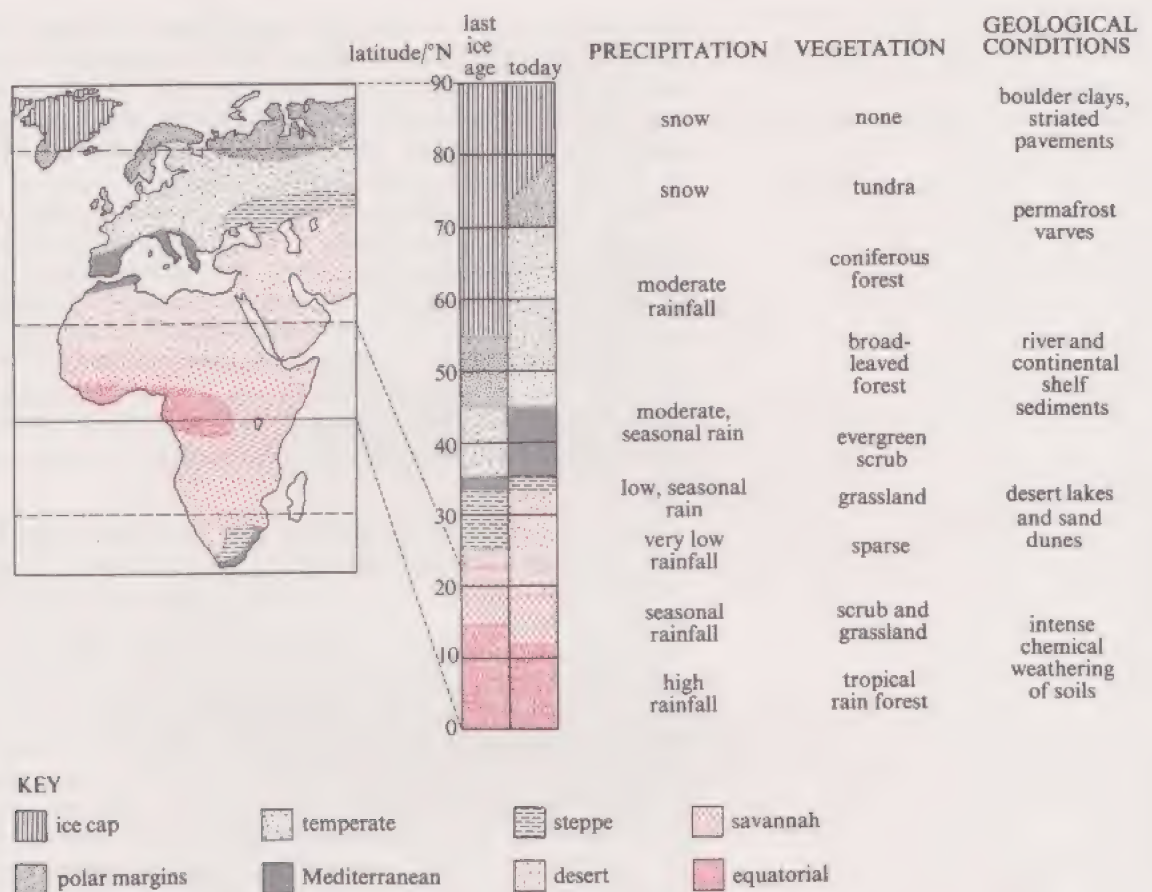 latitude/°N
last
ice
age
today
PRECIPITATION
VEGETATION
GEOLOGICAL
CONDITIONS
90
80
70
60
50
40
30
20
10
0
snow
none
boulder clays,
striated
pavements
snow
tundra
permafrost
varves
moderate
rainfall
coniferous
forest
broad-
leaved
forest
river and
continental
shelf
sediments
moderate,
seasonal rain
evergreen
scrub
low, seasonal
rain
grassland
desert lakes
and sand
dunes
very low
rainfall
sparse
seasonal
rainfall
scrub and
grassland
intense
chemical
weathering
of soils
high
rainfall
tropical
rain forest
KEY
ice cap
temperate
steppe
savannah
polar margins
Mediterranean
desert
equatorial